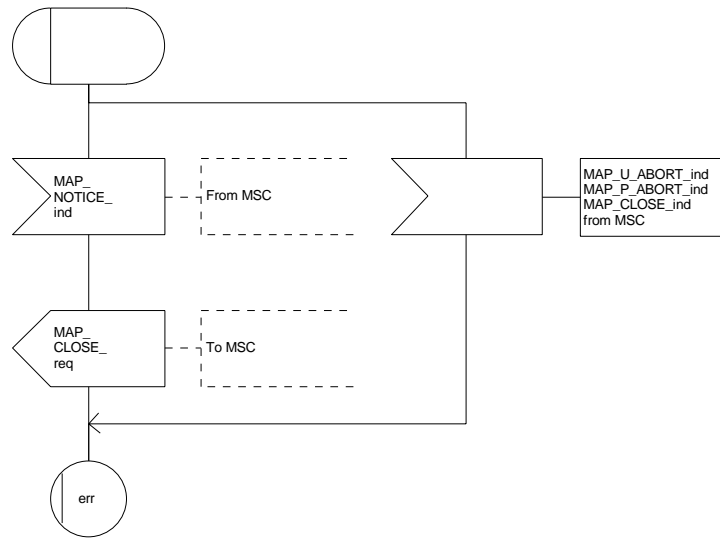 MAP_
NOTICE_
ind
From MSC
MAP_U_ABORT_ind
MAP_P_ABORT_ind
MAP_CLOSE_ind
from MSC
MAP_
CLOSE_
req
To MSC
err